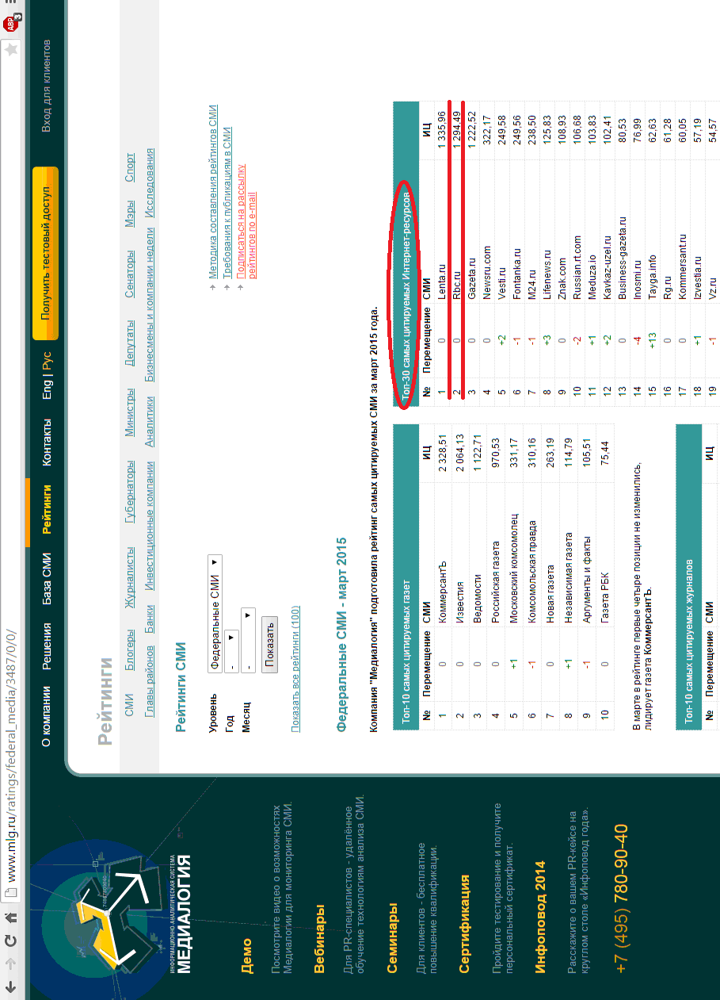 www.mlg.ru/ratings/federal_media/3487/0/0/
ABP
3
О компании Решения База СМИ Рейтинги Контакты Eng | Рус Получить тестовый доступ Вход для клиентов
ИНФОРМАЦИОННО-АНАЛИТИЧЕСКАЯ СИСТЕМА
МЕДИАЛОГИЯ
Демо
Посмотрите видео о возможностях
Медиалогии для мониторинга СМИ.
Вебинары
Для PR-специалистов - удалённое
обучение технологиям анализа СМИ.
Семинары
Для клиентов - бесплатное
повышение квалификации.
Сертификация
Пройдите тестирование и получите
персональный сертификат.
Инфоповод 2014
Расскажите о вашем PR-кейсе на
круглом столе «Инфоповод года».
+7 (495) 780-90-40
Рейтинги
СМИ Блогеры Журналисты Губернаторы Министры Депутаты Сенаторы Мэры Спорт
Главы районов Банки Инвестиционные компании Аналитики Бизнесмены и компании недели Исследования
Рейтинги СМИ
Уровень Федеральные СМИ
Год -
Месяц -
Показать
Показать все рейтинги (100)
Методика составления рейтингов СМИ
Требования к публикациям в СМИ
Подписаться на рассылку
рейтингов по e-mail
Федеральные СМИ - март 2015
Компания "Медиалогия" подготовила рейтинг самых цитируемых СМИ за март 2015 года.
Топ-10 самых цитируемых газет
№ Перемещение СМИ ИЦ
1 0 КоммерсантЪ 2 328,51
2 0 Известия 2 064,13
3 0 Ведомости 1 122,71
4 0 Российская газета 970,53
5 +1 Московский комсомолец 331,17
6 -1 Комсомольская правда 310,16
7 0 Новая газета 263,19
8 +1 Независимая газета 114,79
9 -1 Аргументы и факты 105,51
10 0 Газета РБК 75,44
В марте в рейтинге первые четыре позиции не изменились,
лидирует газета КоммерсантЪ.
Топ-10 самых цитируемых журналов
№ Перемещение СМИ ИЦ
Топ-30 самых цитируемых Интернет-ресурсов
№ Перемещение СМИ ИЦ
1 0 Lenta.ru 1 335,96
2 0 Rbc.ru 1 294,49
3 0 Gazeta.ru 1 222,52
4 0 Newsru.com 322,17
5 +2 Vesti.ru 249,58
6 -1 Fontanka.ru 249,56
7 -1 M24.ru 238,50
8 +3 Lifenews.ru 125,83
9 0 Znak.com 108,93
10 -2 Russian.rt.com 106,68
11 +1 Meduza.io 103,83
12 +2 Kavkaz-uzel.ru 102,41
13 0 Business-gazeta.ru 80,53
14 -4 Inosmi.ru 76,99
15 +13 Tayga.info 62,63
16 0 Rg.ru 61,28
17 0 Kommersant.ru 60,05
18 +1 Izvestia.ru 57,19
19 -1 Vz.ru 54,57